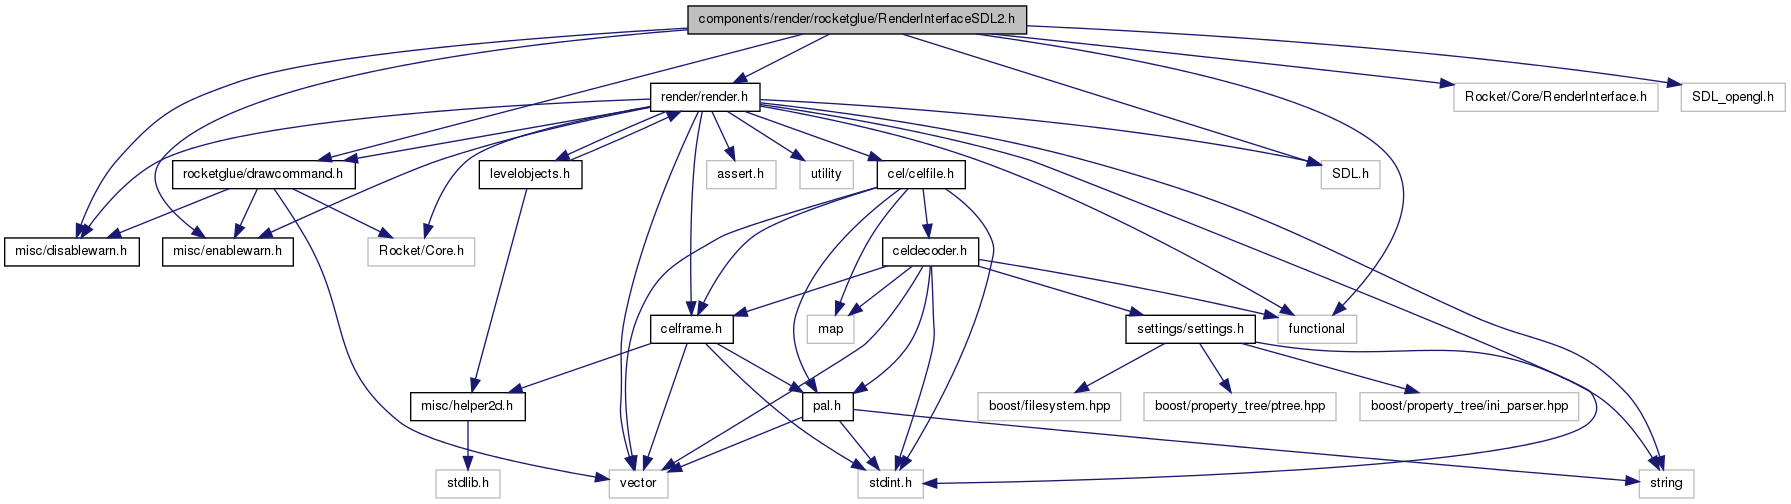 components/render/rocketglue/RenderInterfaceSDL2.h
render/render.h
Rocket/Core/RenderInterface.h
SDL_opengl.h
rocketglue/drawcommand.h
levelobjects.h
assert.h
utility
cel/celfile.h
SDL.h
misc/disablewarn.h
misc/enablewarn.h
Rocket/Core.h
celdecoder.h
celframe.h
map
settings/settings.h
functional
misc/helper2d.h
pal.h
boost/filesystem.hpp
boost/property_tree/ptree.hpp
boost/property_tree/ini_parser.hpp
stdlib.h
vector
stdint.h
string